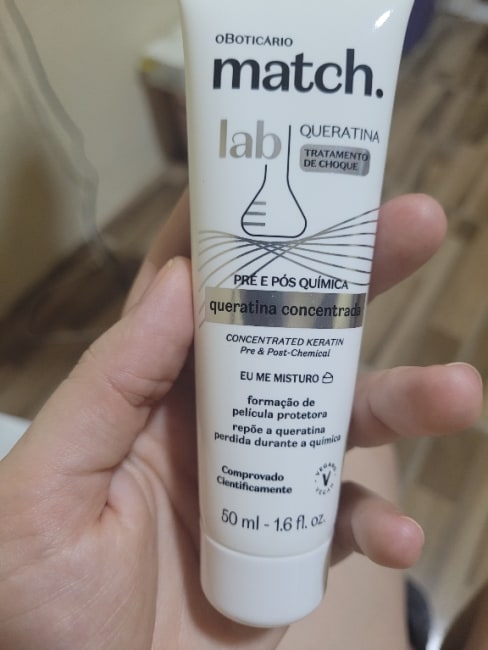 oBOTICÁRIO
match.
lab QUERATINA
TRATAMENTO
DE CHOQUE
PRÉ E PÓS QUÍMICA
queratina concentrada
CONCENTRATED KERATIN
Pre & Post-Chemical
EU ME MISTURO
formação de
película protetora
repõe a queratina
perdida durante a química
Comprovado
Cientificamente
VEGANO
VEGAN
50 ml - 1.6 fl. oz.